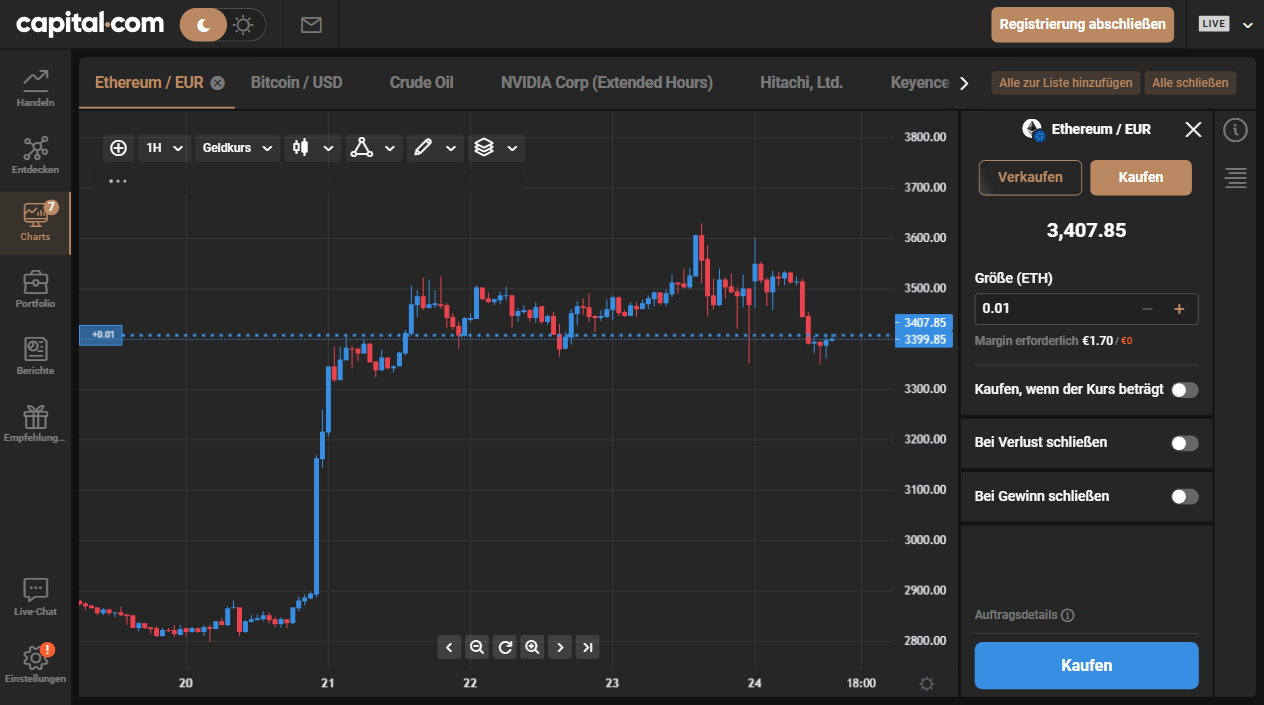 capital.com
Registrierung abschließen
LIVE
Handeln
Entdecken
7
Charts
Portfolio
Berichte
Empfehlung...
Live-Chat
!
Einstellungen
Ethereum / EUR
Bitcoin / USD
Crude Oil
NVIDIA Corp (Extended Hours)
Hitachi, Ltd.
Keyence
Alle zur Liste hinzufügen
Alle schließen
1H
Geldkurs
+0.01
3800.00
3700.00
3600.00
3500.00
3407.85
3399.85
3300.00
3200.00
3100.00
3000.00
2900.00
2800.00
20
21
22
23
24
18:00
Ethereum / EUR
Verkaufen
Kaufen
3,407.85
Größe (ETH)
0.01
Margin erforderlich €1.70 / €0
Kaufen, wenn der Kurs beträgt
Bei Verlust schließen
Bei Gewinn schließen
Auftragsdetails
Kaufen